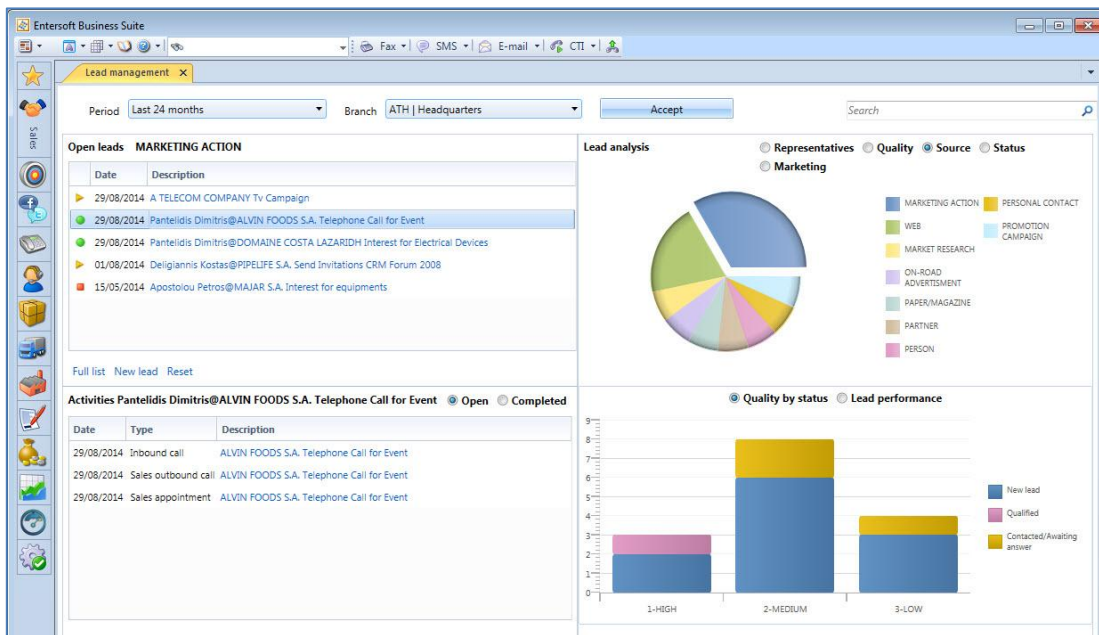 Entersoft Business Suite
Fax SMS E-mail CTI
Lead management X
Sales
Period Last 24 months Branch ATH | Headquarters Accept Search
Open leads MARKETING ACTION
Date Description
29/08/2014 A TELECOM COMPANY Tv Campaign
29/08/2014 Pantelidis Dimitris@ALVIN FOODS S.A. Telephone Call for Event
29/08/2014 Pantelidis Dimitris@DOMAINE COSTA LAZARIDH Interest for Electrical Devices
01/08/2014 Deligiannis Kostas@PIPELIFE S.A. Send Invitations CRM Forum 2008
15/05/2014 Apostolou Petros@MAJAR S.A. Interest for equipments
Full list New lead Reset
Lead analysis Representatives Quality Source Status
Marketing
MARKETING ACTION PERSONAL CONTACT
WEB PROMOTION
CAMPAIGN
MARKET RESEARCH
ON-ROAD
ADVERTISMENT
PAPER/MAGAZINE
PARTNER
PERSON
Activities Pantelidis Dimitris@ALVIN FOODS S.A. Telephone Call for Event Open Completed
Date Type Description
29/08/2014 Inbound call ALVIN FOODS S.A. Telephone Call for Event
29/08/2014 Sales outbound call ALVIN FOODS S.A. Telephone Call for Event
29/08/2014 Sales appointment ALVIN FOODS S.A. Telephone Call for Event
Quality by status Lead performance
9
8
7
6
5
4
3
2
1
0
1-HIGH 2-MEDIUM 3-LOW
New lead
Qualified
Contacted/Awaiting
answer